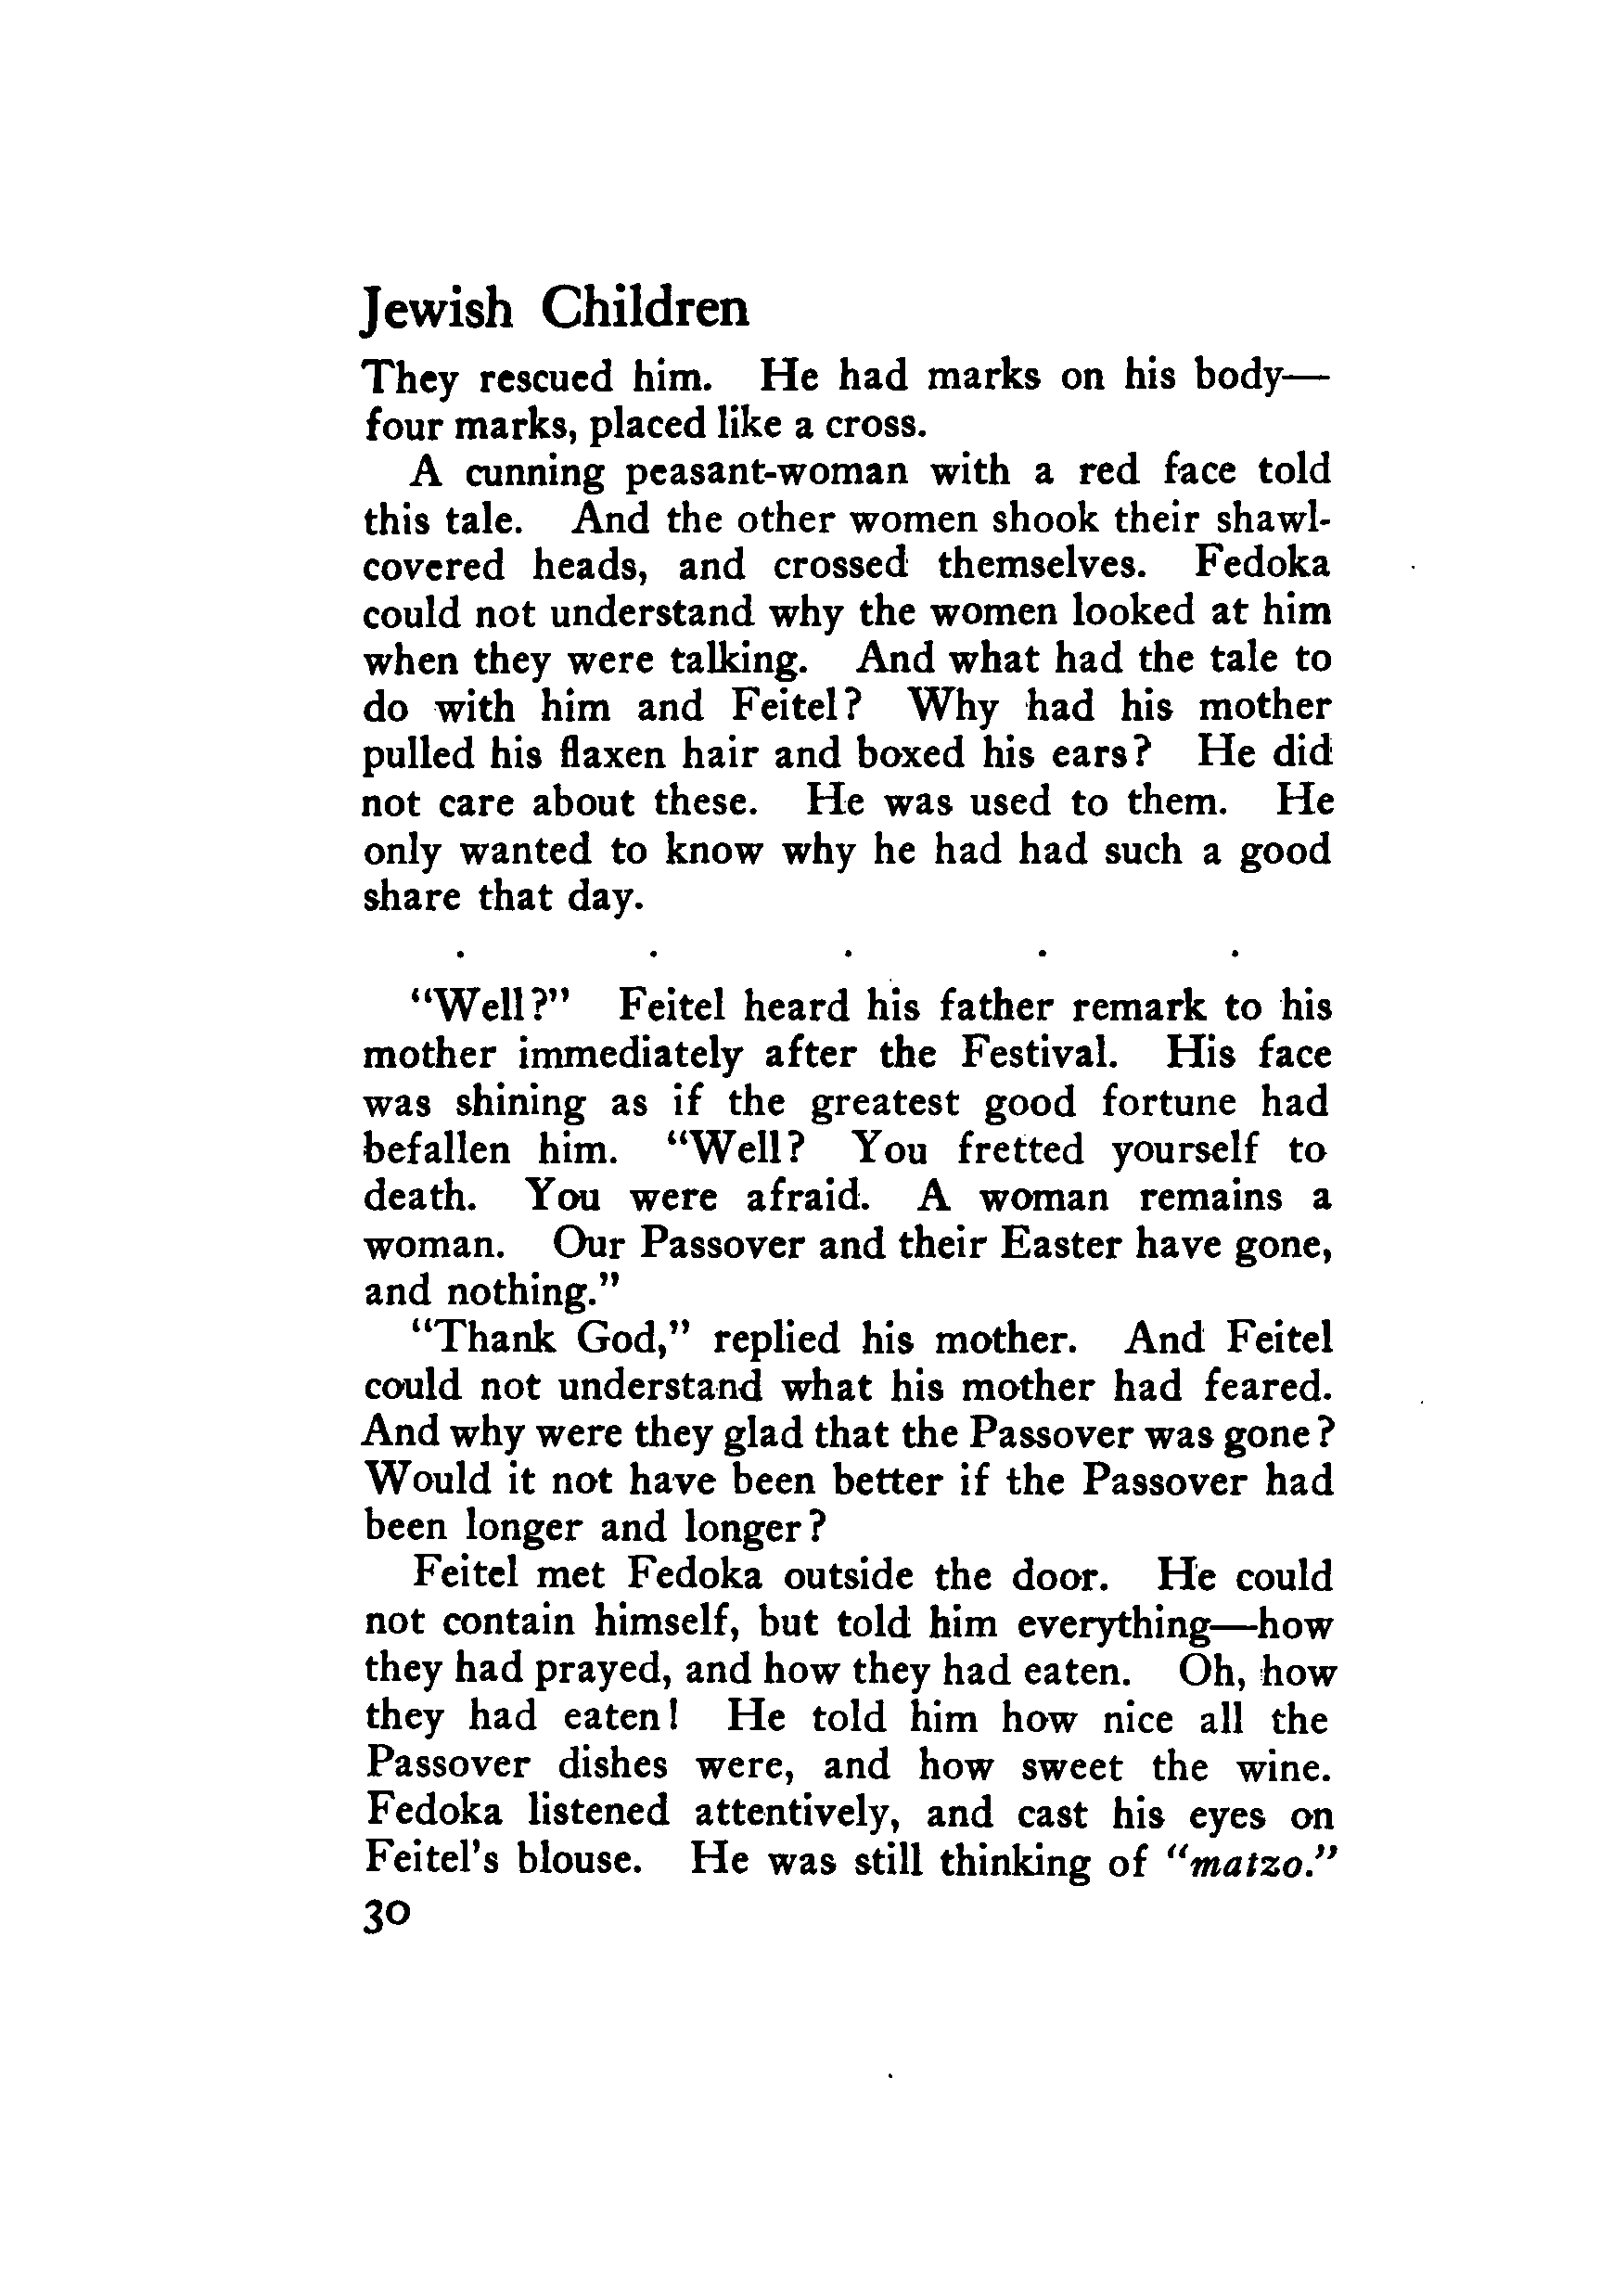 Jewish Children
They rescued him. He had marks on his body—
four marks, placed like a cross.
A cunning peasant-woman with a red face told
this tale. And the other women shook their shawl-
covered heads, and crossed themselves. Fedoka
could not understand why the women looked at him
when they were talking. And what had the tale to
do with him and Feitel? Why had his mother
pulled his flaxen hair and boxed his ears? He did
not care about these. He was used to them. He
only wanted to know why he had had such a good
share that day.
. . . . .
"Well?" Feitel heard his father remark to his
mother immediately after the Festival. His face
was shining as if the greatest good fortune had
befallen him. "Well? You fretted yourself to
death. You were afraid. A woman remains a
woman. Our Passover and their Easter have gone,
and nothing."
"Thank God," replied his mother. And Feitel
could not understand what his mother had feared.
And why were they glad that the Passover was gone?
Would it not have been better if the Passover had
been longer and longer?
Feitel met Fedoka outside the door. He could
not contain himself, but told him everything—how
they had prayed, and how they had eaten. Oh, how
they had eaten! He told him how nice all the
Passover dishes were, and how sweet the wine.
Fedoka listened attentively, and cast his eyes on
Feitel's blouse. He was still thinking of "matzo."
30